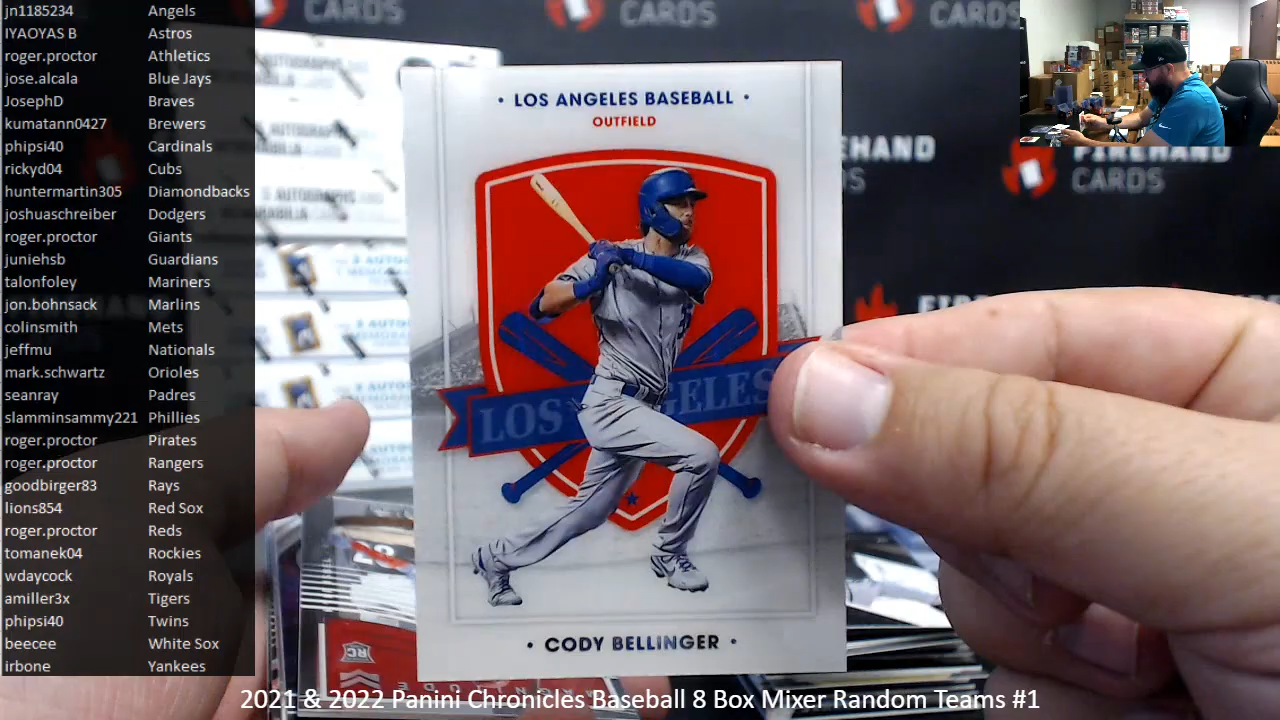 jn1185234 Angels
IYAOYAS B Astros
roger.proctor Athletics
jose.alcala Blue Jays
JosephD Braves
kumatann0427 Brewers
phipsi40 Cardinals
rickyd04 Cubs
huntermartin305 Diamondbacks
joshuaschreiber Dodgers
roger.proctor Giants
juniehsb Guardians
talonfoley Mariners
jon.bohnsack Marlins
colinsmith Mets
jeffmu Nationals
mark.schwartz Orioles
seanray Padres
slamminsammy221 Phillies
roger.proctor Pirates
roger.proctor Rangers
goodbirger83 Rays
lions854 Red Sox
roger.proctor Reds
tomanek04 Rockies
wdaycock Royals
amiller3x Tigers
phipsi40 Twins
beecee White Sox
irbone Yankees
CARDS
CARDS
CARDS
CARDS
• LOS ANGELES BASEBALL •
OUTFIELD
LOS ANGELES
• CODY BELLINGER •
FIREHAND
CARDS
RC
2021 & 2022 Panini Chronicles Baseball 8 Box Mixer Random Teams #1